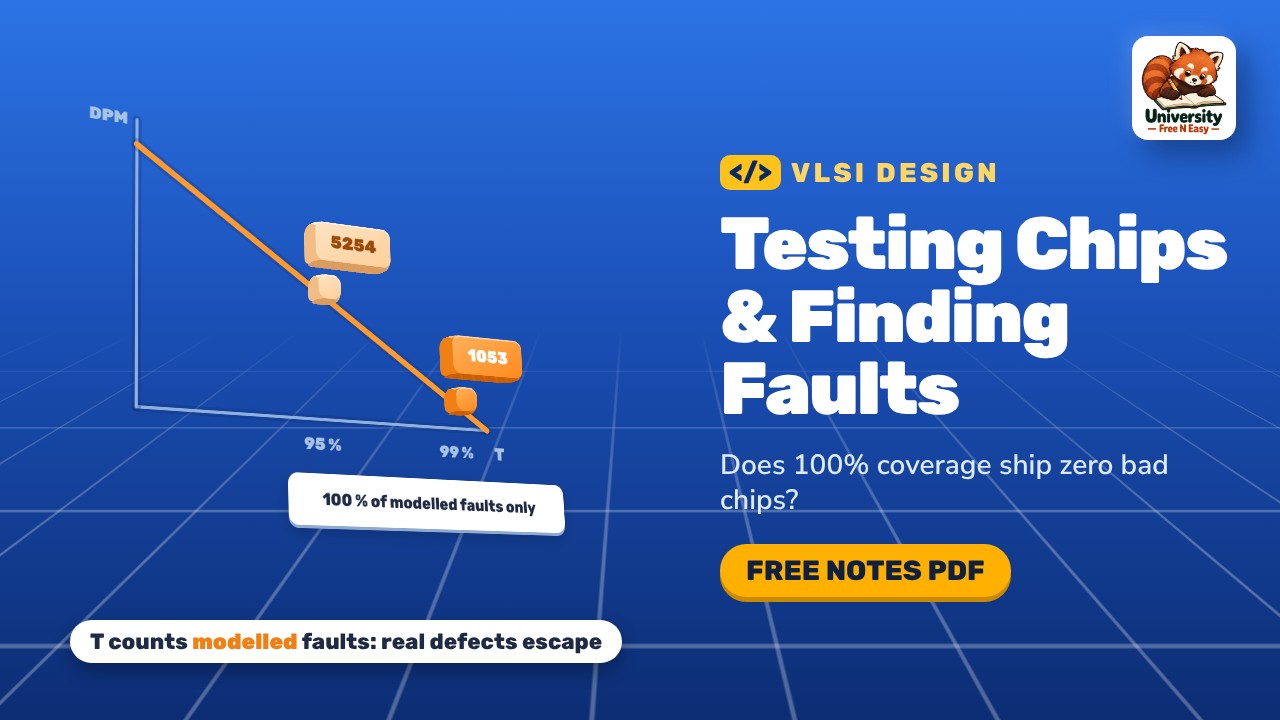 University
Free N Easy
DPM
5254
1053
95 %
99 %
T
100 % of modelled faults only
T counts modelled faults: real defects escape
</> VLSI DESIGN
Testing Chips
& Finding
Faults
Does 100% coverage ship zero bad
chips?
FREE NOTES PDF